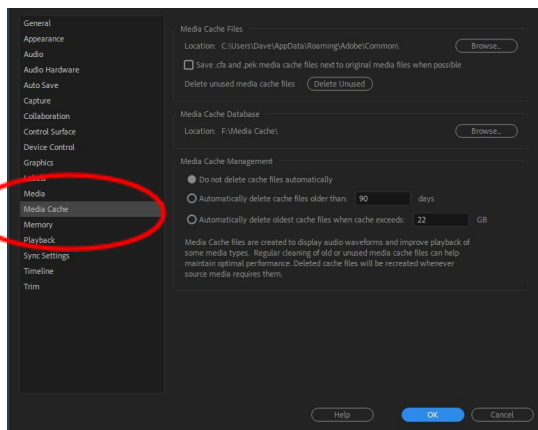 General
Appearance
Audio
Audio Hardware
Auto Save
Capture
Collaboration
Control Surface
Device Control
Graphics
Labels
Media
Media Cache
Memory
Playback
Sync Settings
Timeline
Trim
Media Cache Files
Location: C:\Users\Dave\AppData\Roaming\Adobe\Common\
Browse...
Save .cfa and .pek media cache files next to original media files when possible
Delete unused media cache files
Delete Unused
Media Cache Database
Location: F:\Media Cache\
Browse...
Media Cache Management
Do not delete cache files automatically
Automatically delete cache files older than: 90 days
Automatically delete oldest cache files when cache exceeds: 22 GB
Media Cache files are created to display audio waveforms and improve playback of
some media types. Regular cleaning of old or unused media cache files can help
maintain optimal performance. Deleted cache files will be recreated whenever
source media requires them.
Help
OK
Cancel